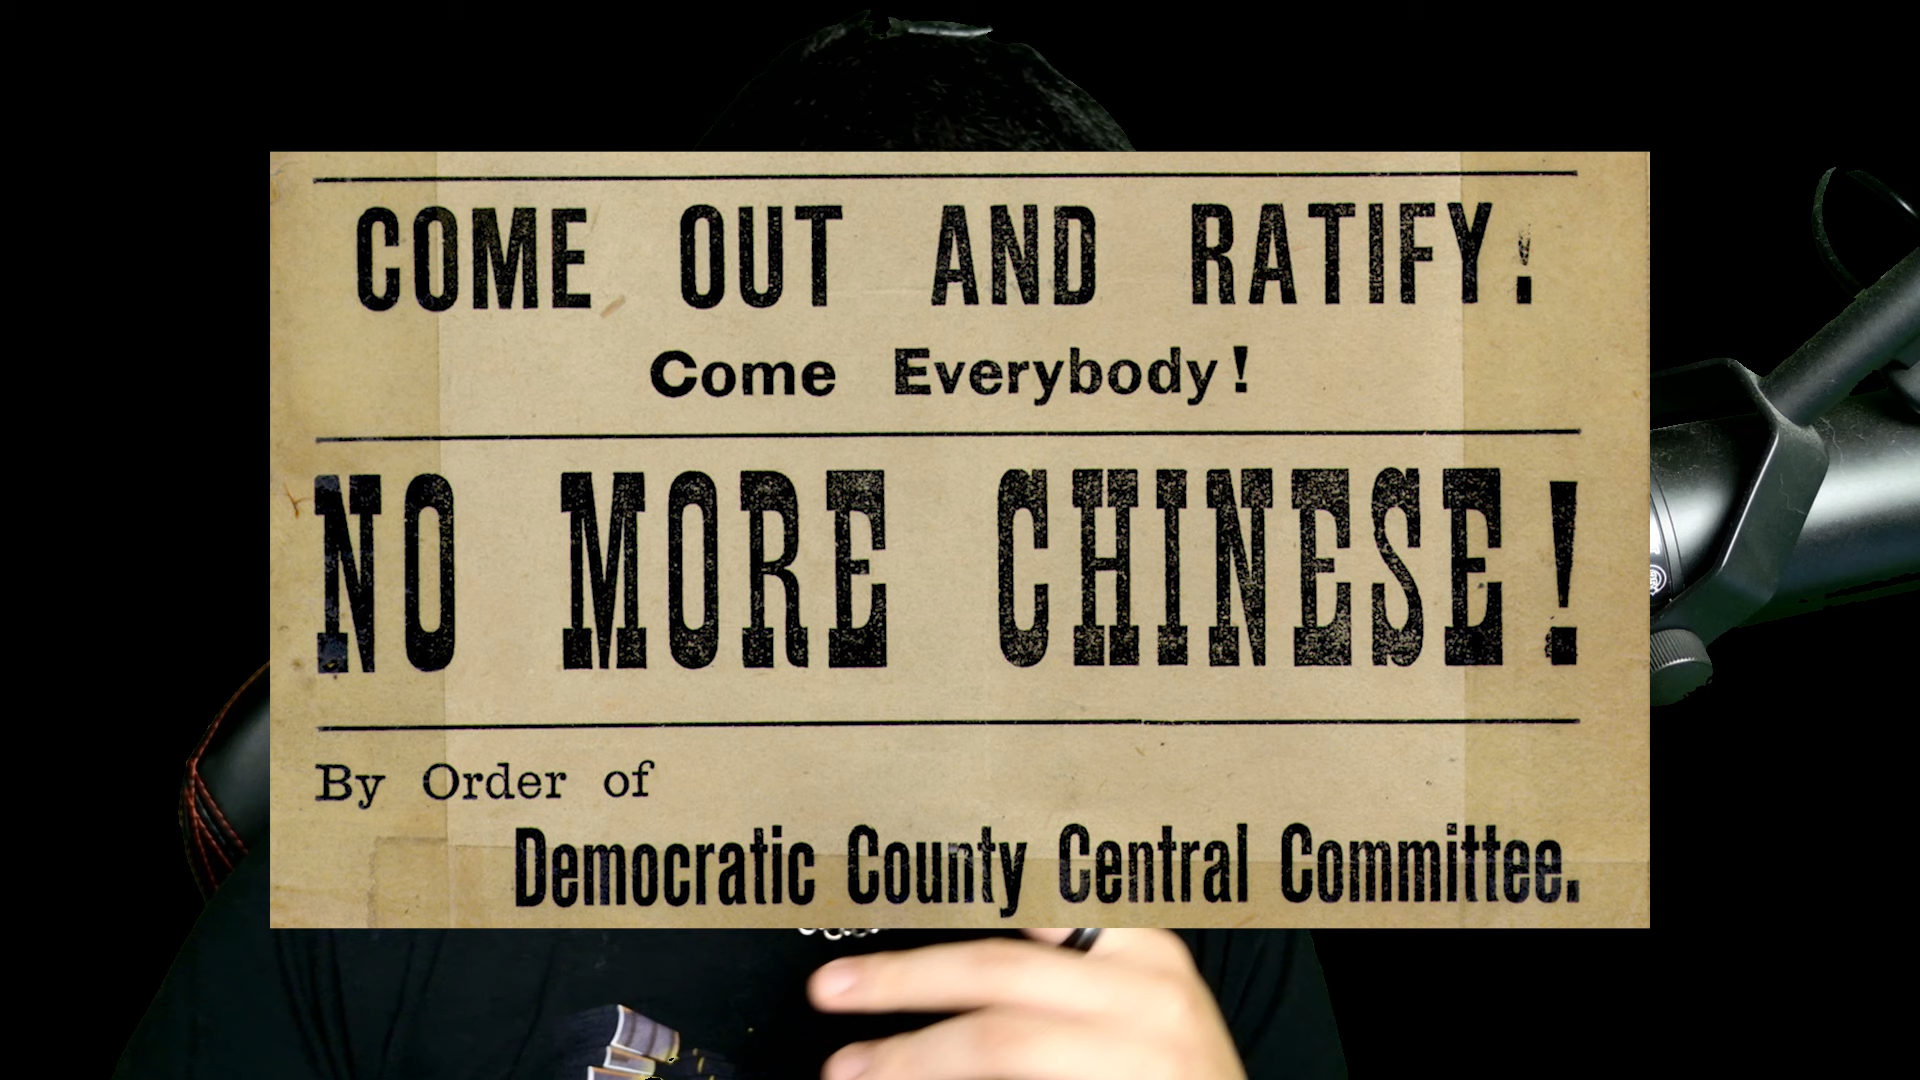 COME OUT AND RATIFY!
Come Everybody!
NO MORE CHINESE!
By Order of
Democratic County Central Committee.